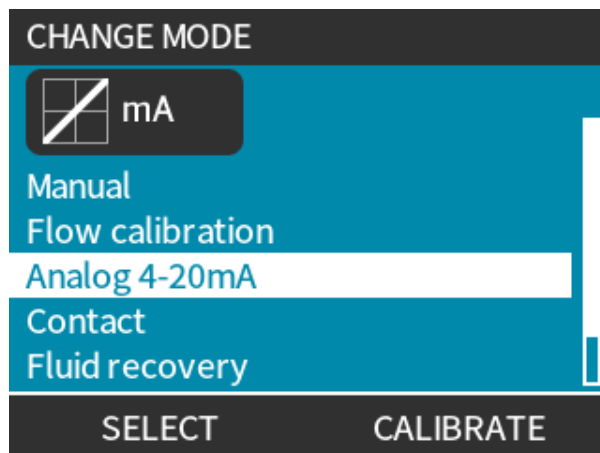 CHANGE MODE
mA
Manual
Flow calibration
Analog 4-20mA
Contact
Fluid recovery
SELECT CALIBRATE